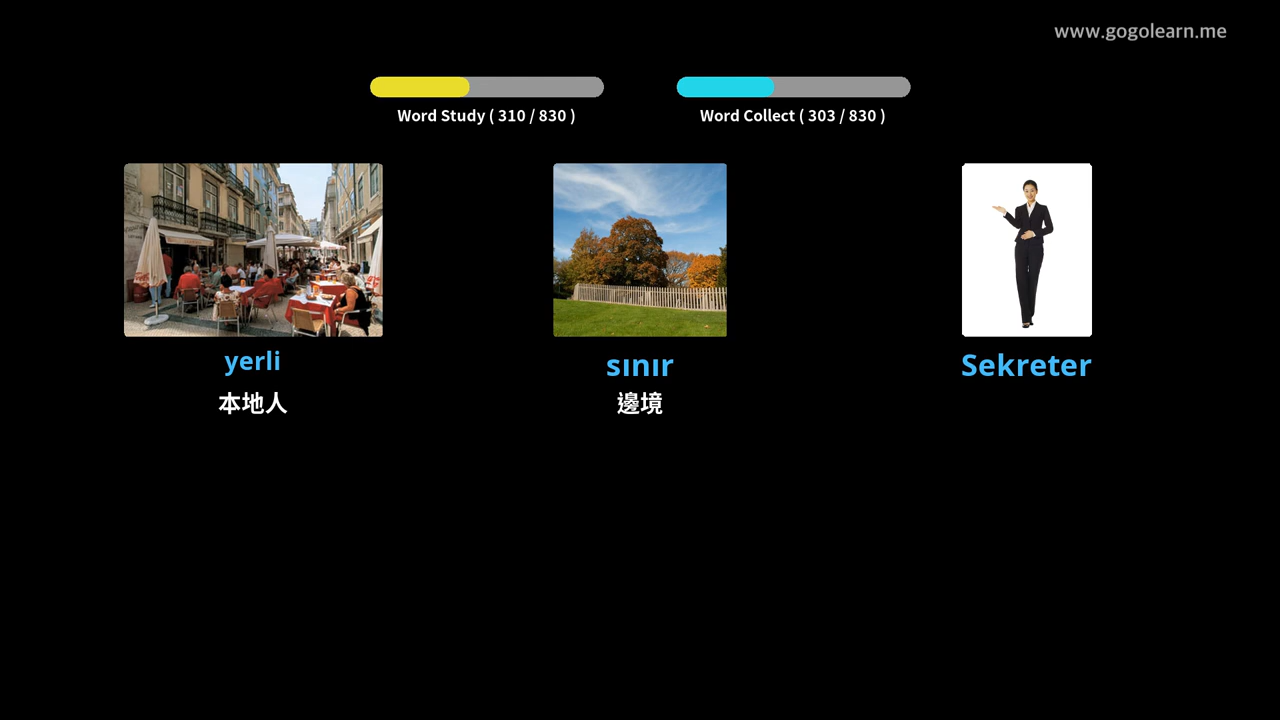 www.gogolearn.me
Word Study ( 310 / 830 )
Word Collect ( 303 / 830 )
yerli
本地人
sınır
邊境
Sekreter